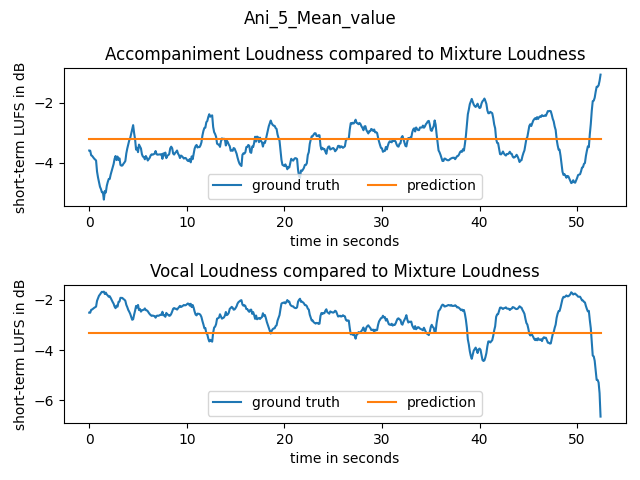 Ani_5_Mean_value
Accompaniment Loudness compared to Mixture Loudness
short-term LUFS in dB
−2
−4
ground truth
prediction
0 10 20 30 40 50
time in seconds
Vocal Loudness compared to Mixture Loudness
short-term LUFS in dB
−2
−4
−6
ground truth
prediction
0 10 20 30 40 50
time in seconds